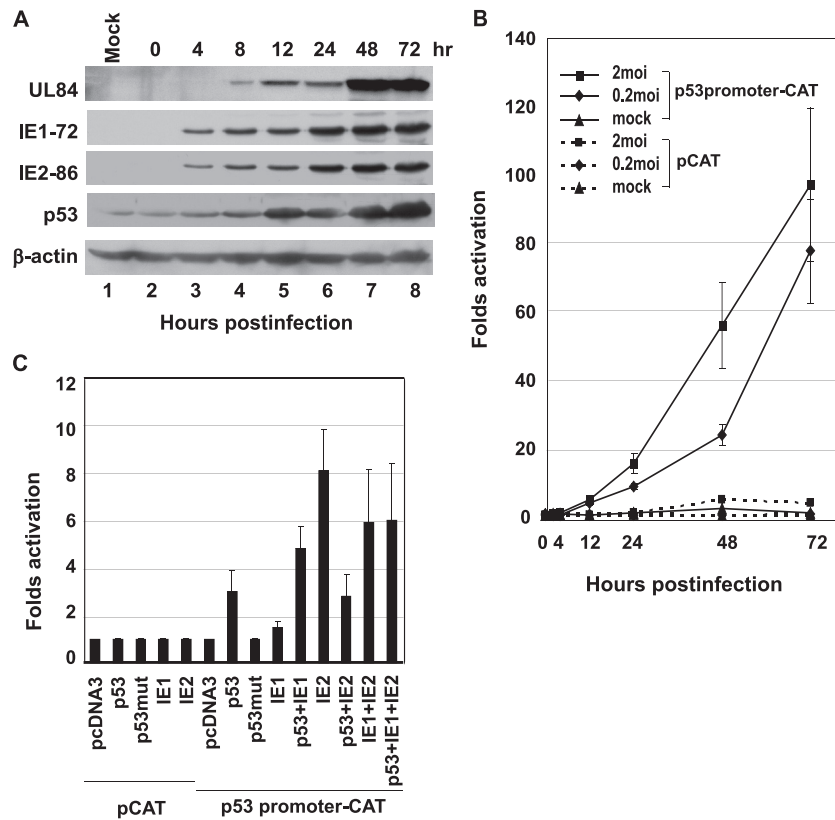 A
Mock 0 4 8 12 24 48 72 hr
UL84
IE1-72
IE2-86
p53
β-actin
1 2 3 4 5 6 7 8
Hours postinfection
B
140
120
100
80
60
40
20
0
Folds activation
2moi
0.2moi
mock
p53promoter-CAT
2moi
0.2moi
mock
pCAT
0 4 12 24 48 72
Hours postinfection
C
12
10
8
6
4
2
0
Folds activation
pcDNA3
p53
p53mut
IE1
IE2
pcDNA3
p53
p53mut
IE1
p53+IE1
IE2
p53+IE2
IE1+IE2
p53+IE1+IE2
pCAT
p53 promoter-CAT